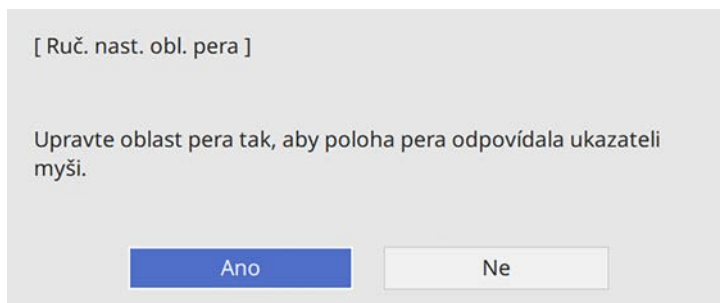 [ Ruč. nast. obl. pera ]
Upravte oblast pera tak, aby poloha pera odpovídala ukazateli
myši.
Ano
Ne